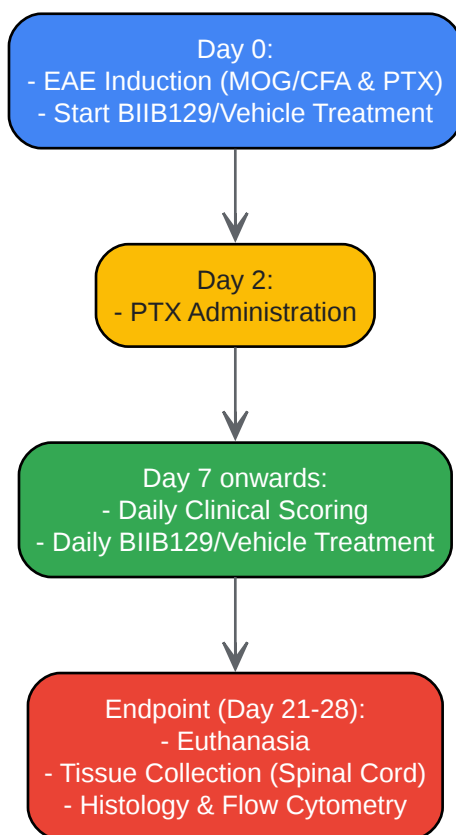 Day 0:
- EAE Induction (MOG/CFA & PTX)
- Start BIIB129/Vehicle Treatment
Day 2:
- PTX Administration
Day 7 onwards:
- Daily Clinical Scoring
- Daily BIIB129/Vehicle Treatment
Endpoint (Day 21-28):
- Euthanasia
- Tissue Collection (Spinal Cord)
- Histology & Flow Cytometry